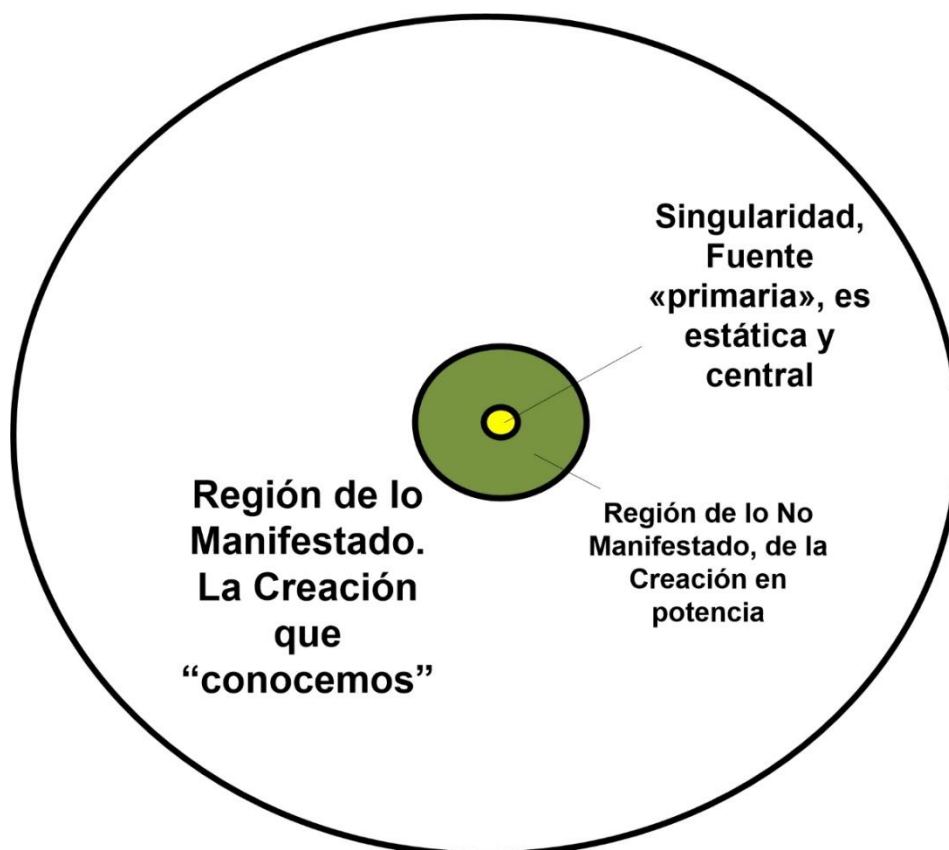 Singularidad,
Fuente
«primaria», es
estática y
central
Región de lo
Manifestado.
La Creación
que
“conocemos”
Región de lo No
Manifestado, de la
Creación en
potencia